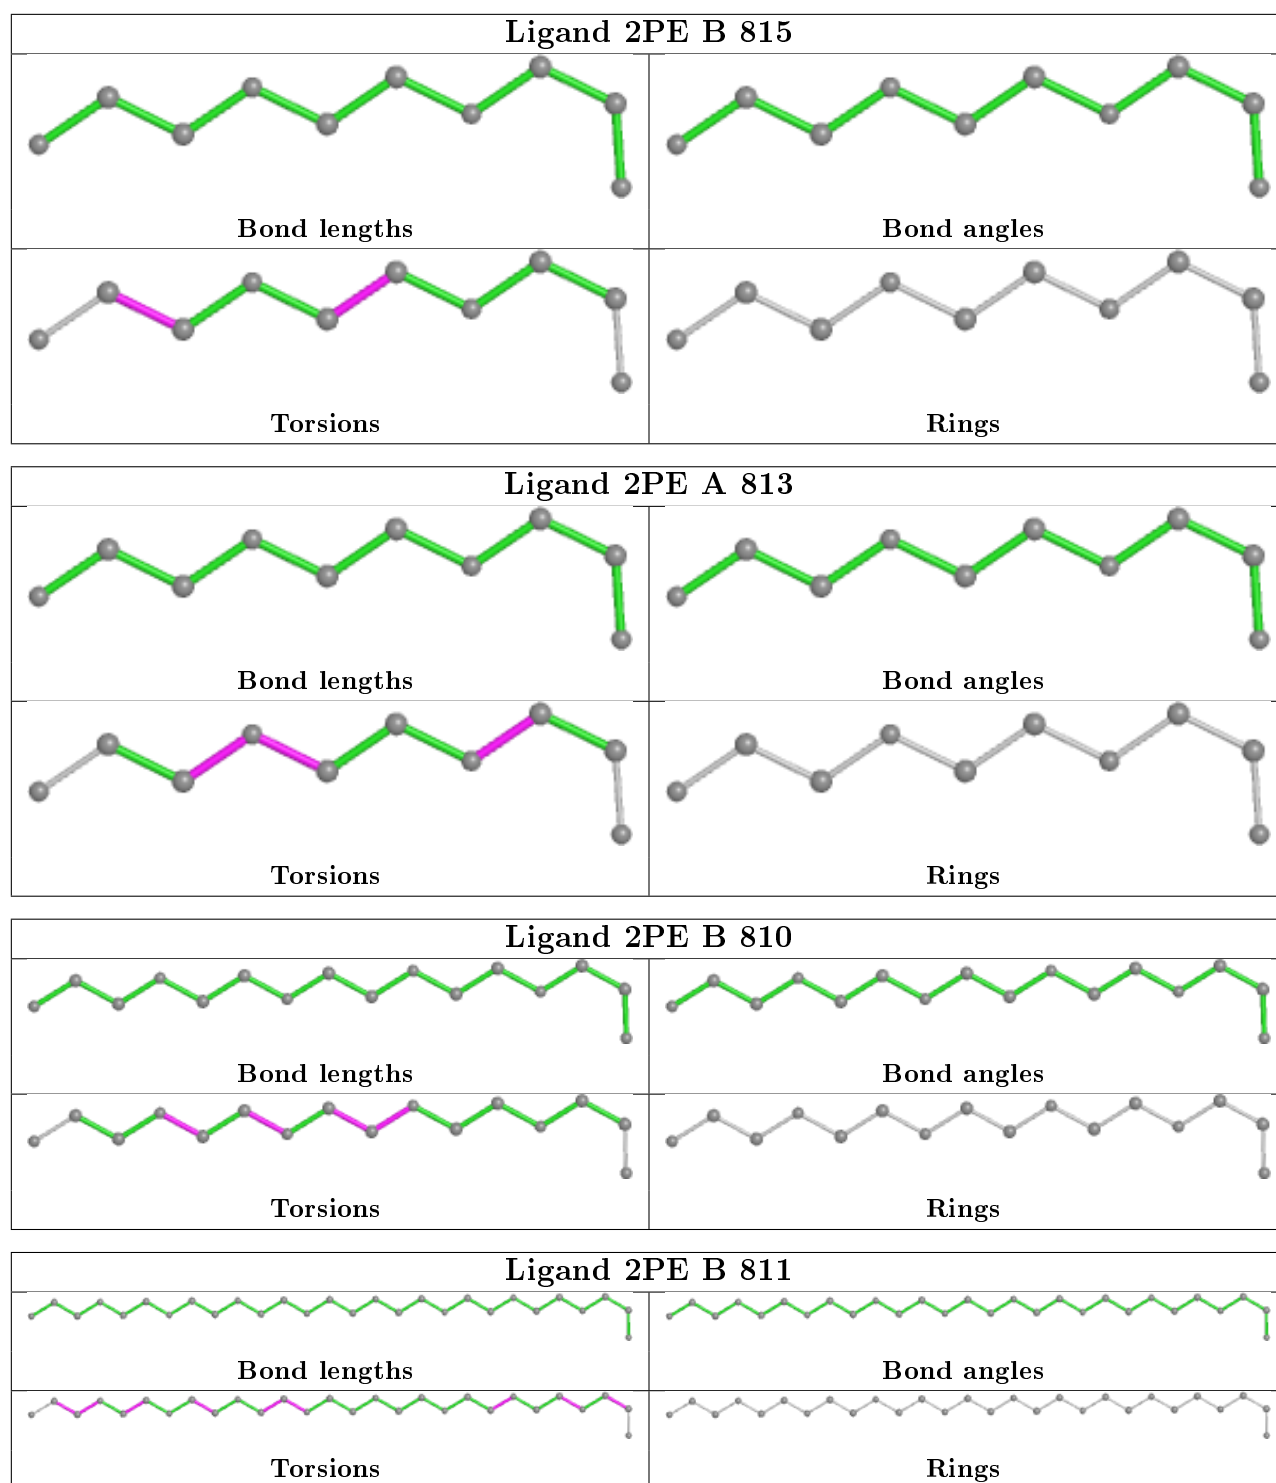 Ligand 2PE B 815
Bond lengths
Bond angles
Torsions
Rings
Ligand 2PE A 813
Bond lengths
Bond angles
Torsions
Rings
Ligand 2PE B 810
Bond lengths
Bond angles
Torsions
Rings
Ligand 2PE B 811
Bond lengths
Bond angles
Torsions
Rings